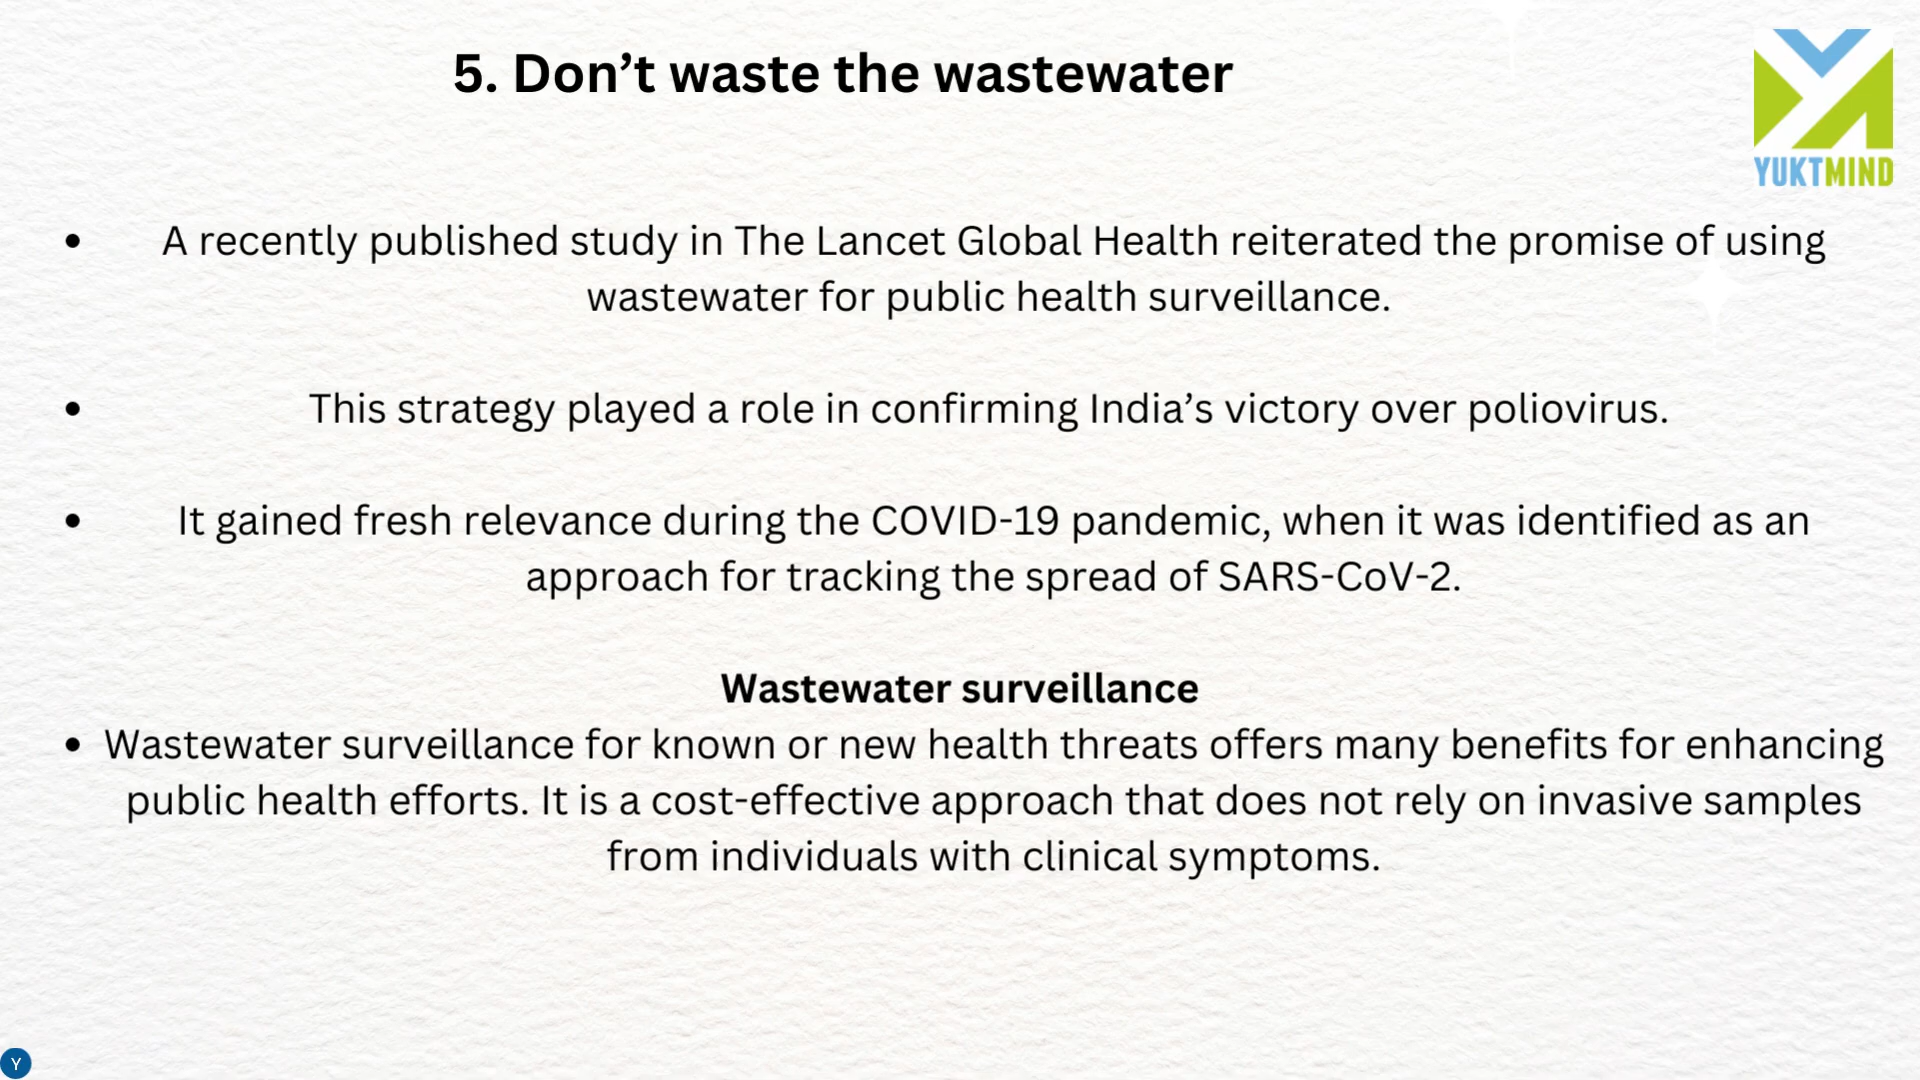 5. Don’t waste the wastewater
YUKTMIND
• A recently published study in The Lancet Global Health reiterated the promise of using
wastewater for public health surveillance.
• This strategy played a role in confirming India’s victory over poliovirus.
• It gained fresh relevance during the COVID-19 pandemic, when it was identified as an
approach for tracking the spread of SARS-CoV-2.
Wastewater surveillance
• Wastewater surveillance for known or new health threats offers many benefits for enhancing
public health efforts. It is a cost-effective approach that does not rely on invasive samples
from individuals with clinical symptoms.
Y